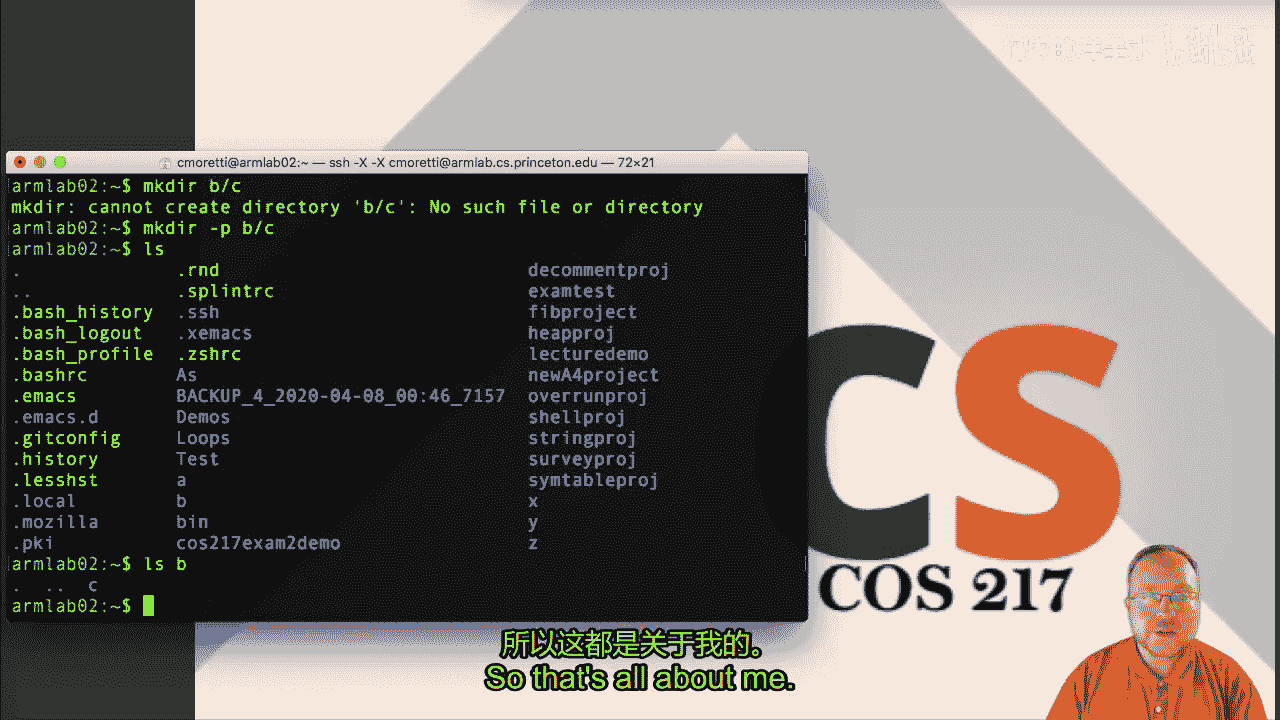 cmoretti@armlab02:~ — ssh -X -X cmoretti@armlab.cs.princeton.edu — 72×21
armlab02:~$ mkdir b/c
mkdir: cannot create directory 'b/c': No such file or directory
armlab02:~$ mkdir -p b/c
armlab02:~$ ls
. .rnd decommentproj
.. .splintrc examtest
.bash_history .ssh fibproject
.bash_logout .xemacs heapproj
.bash_profile .zshrc lecturedemo
.bashrc As newA4project
.emacs BACKUP_4_2020-04-08_00:46_7157 overrunproj
.emacs.d Demos shellproj
.gitconfig Loops stringproj
.history Test surveyproj
.lesshst a symtableproj
.local b x
.mozilla bin y
.pki cos217exam2demo z
armlab02:~$ ls b
. .. c
armlab02:~$
CS
COS 217
所以这都是关于我的。
So that's all about me.